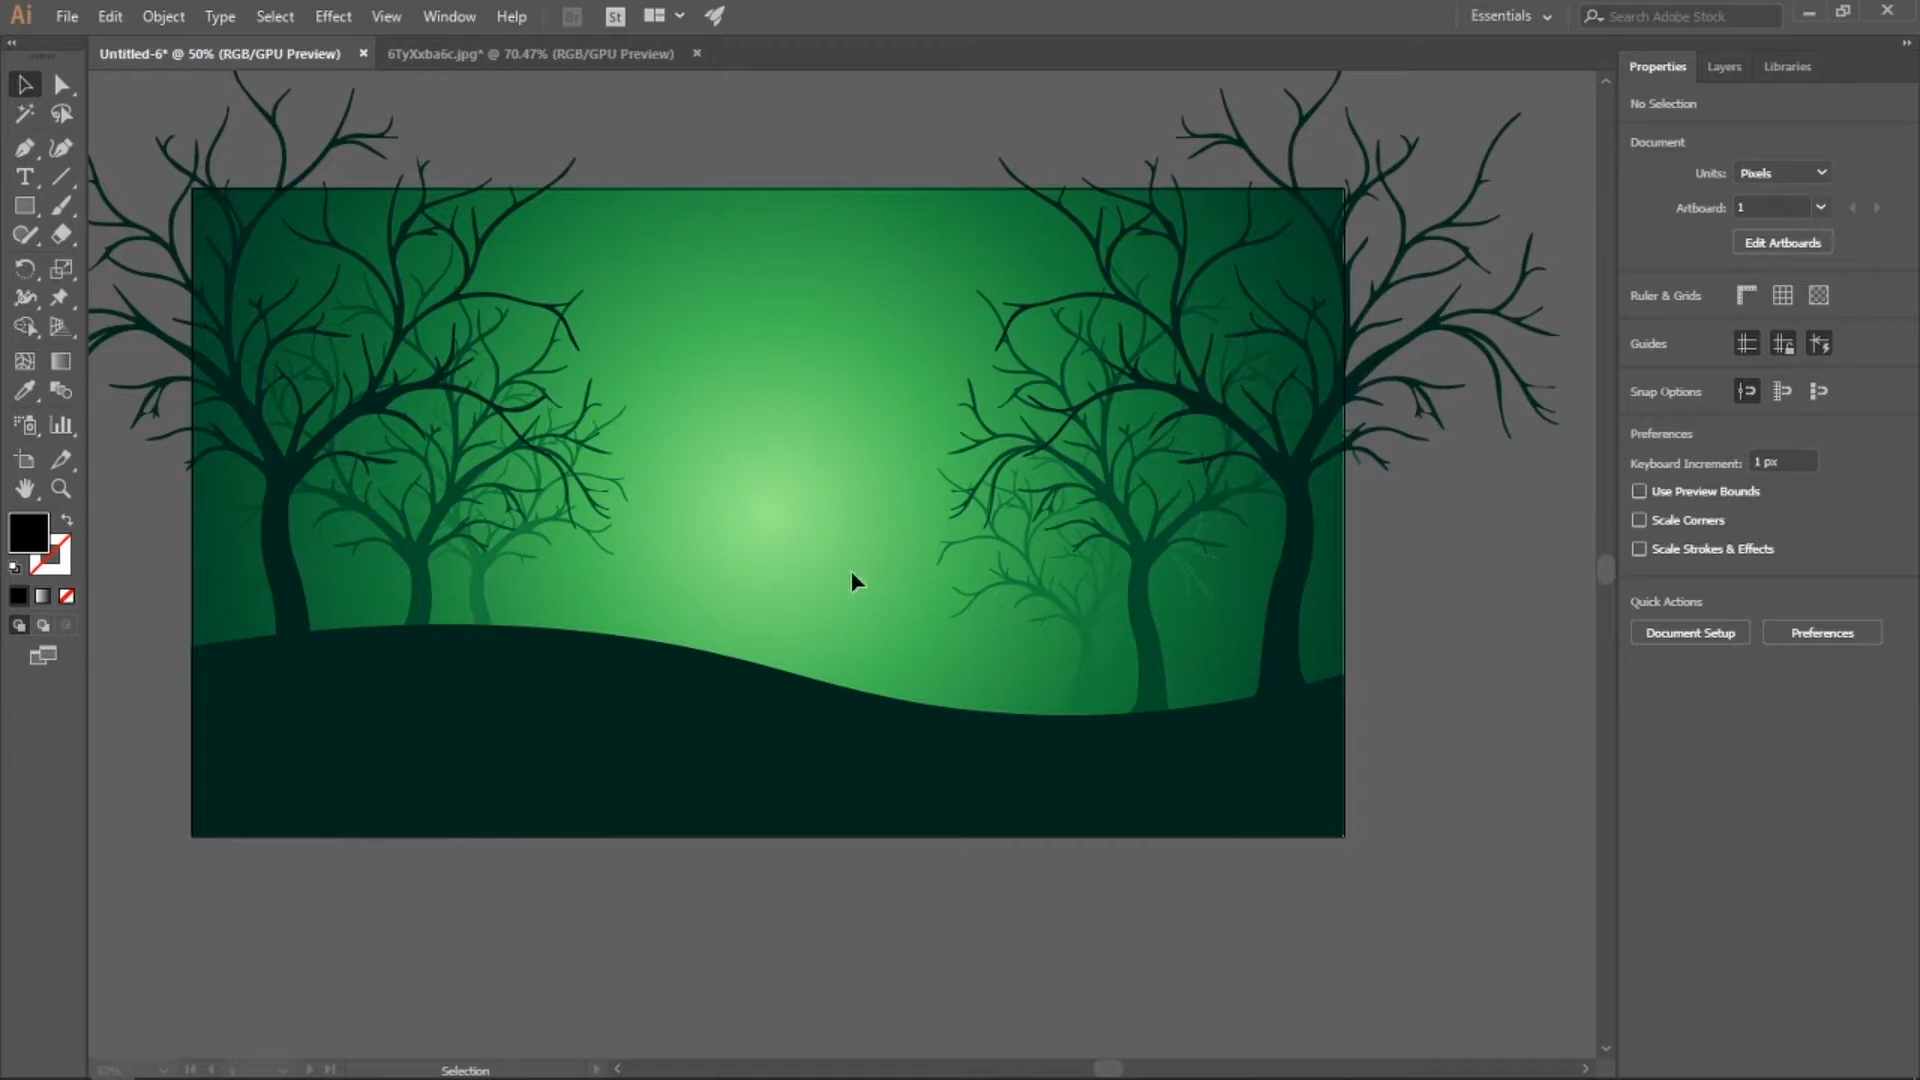 Ai File Edit Object Type Select Effect View Window Help Br St Essentials Search Adobe Stock
Untitled-6* @ 50% (RGB/GPU Preview) × 6TyXxba6c.jpg* @ 70.47% (RGB/GPU Preview) ×
Properties Layers Libraries
No Selection
Document
Units: Pixels
Artboard: 1
Edit Artboards
Ruler & Grids
Guides
Snap Options
Preferences
Keyboard Increment: 1 px
Use Preview Bounds
Scale Corners
Scale Strokes & Effects
Quick Actions
Document Setup Preferences
Selection